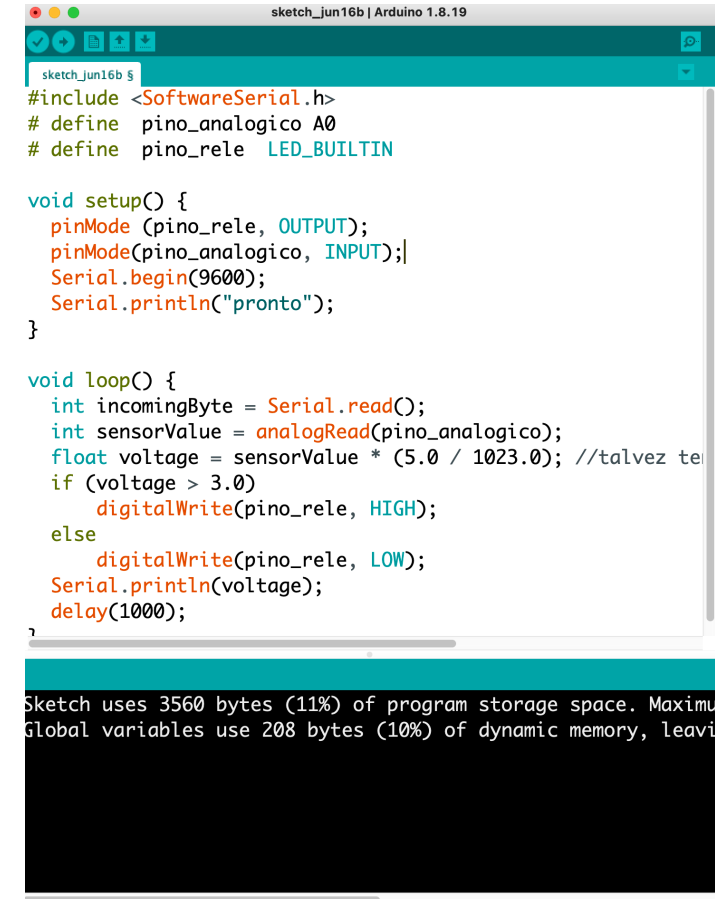 sketch_jun16b | Arduino 1.8.19
sketch_jun16b §
#include <SoftwareSerial.h>
# define  pino_analogico A0
# define  pino_rele  LED_BUILTIN
void setup() {
  pinMode (pino_rele, OUTPUT);
  pinMode(pino_analogico, INPUT);
  Serial.begin(9600);
  Serial.println("pronto");
}
void loop() {
  int incomingByte = Serial.read();
  int sensorValue = analogRead(pino_analogico);
  float voltage = sensorValue * (5.0 / 1023.0); //talvez
  if (voltage > 3.0)
      digitalWrite(pino_rele, HIGH);
  else
      digitalWrite(pino_rele, LOW);
  Serial.println(voltage);
  delay(1000);
}
Sketch uses 3560 bytes (11%) of program storage space.
Global variables use 208 bytes (10%) of dynamic memory,